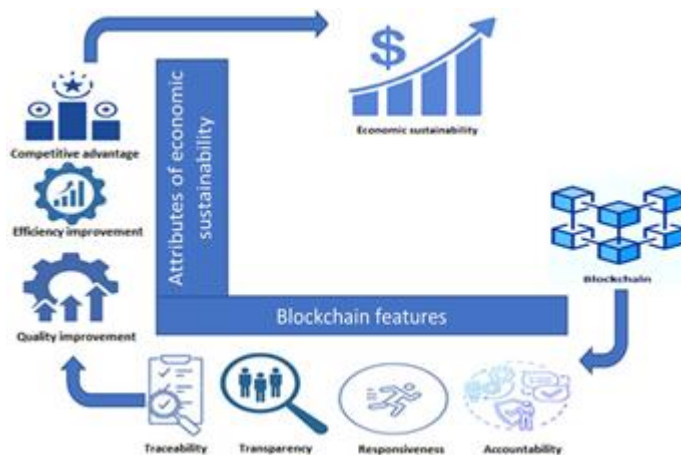 $
Economic sustainability
Competitive advantage
Attributes of economic
sustainability
Efficiency improvement
Blockchain
Quality improvement
Blockchain features
Traceability
Transparency
Responsiveness
Accountability